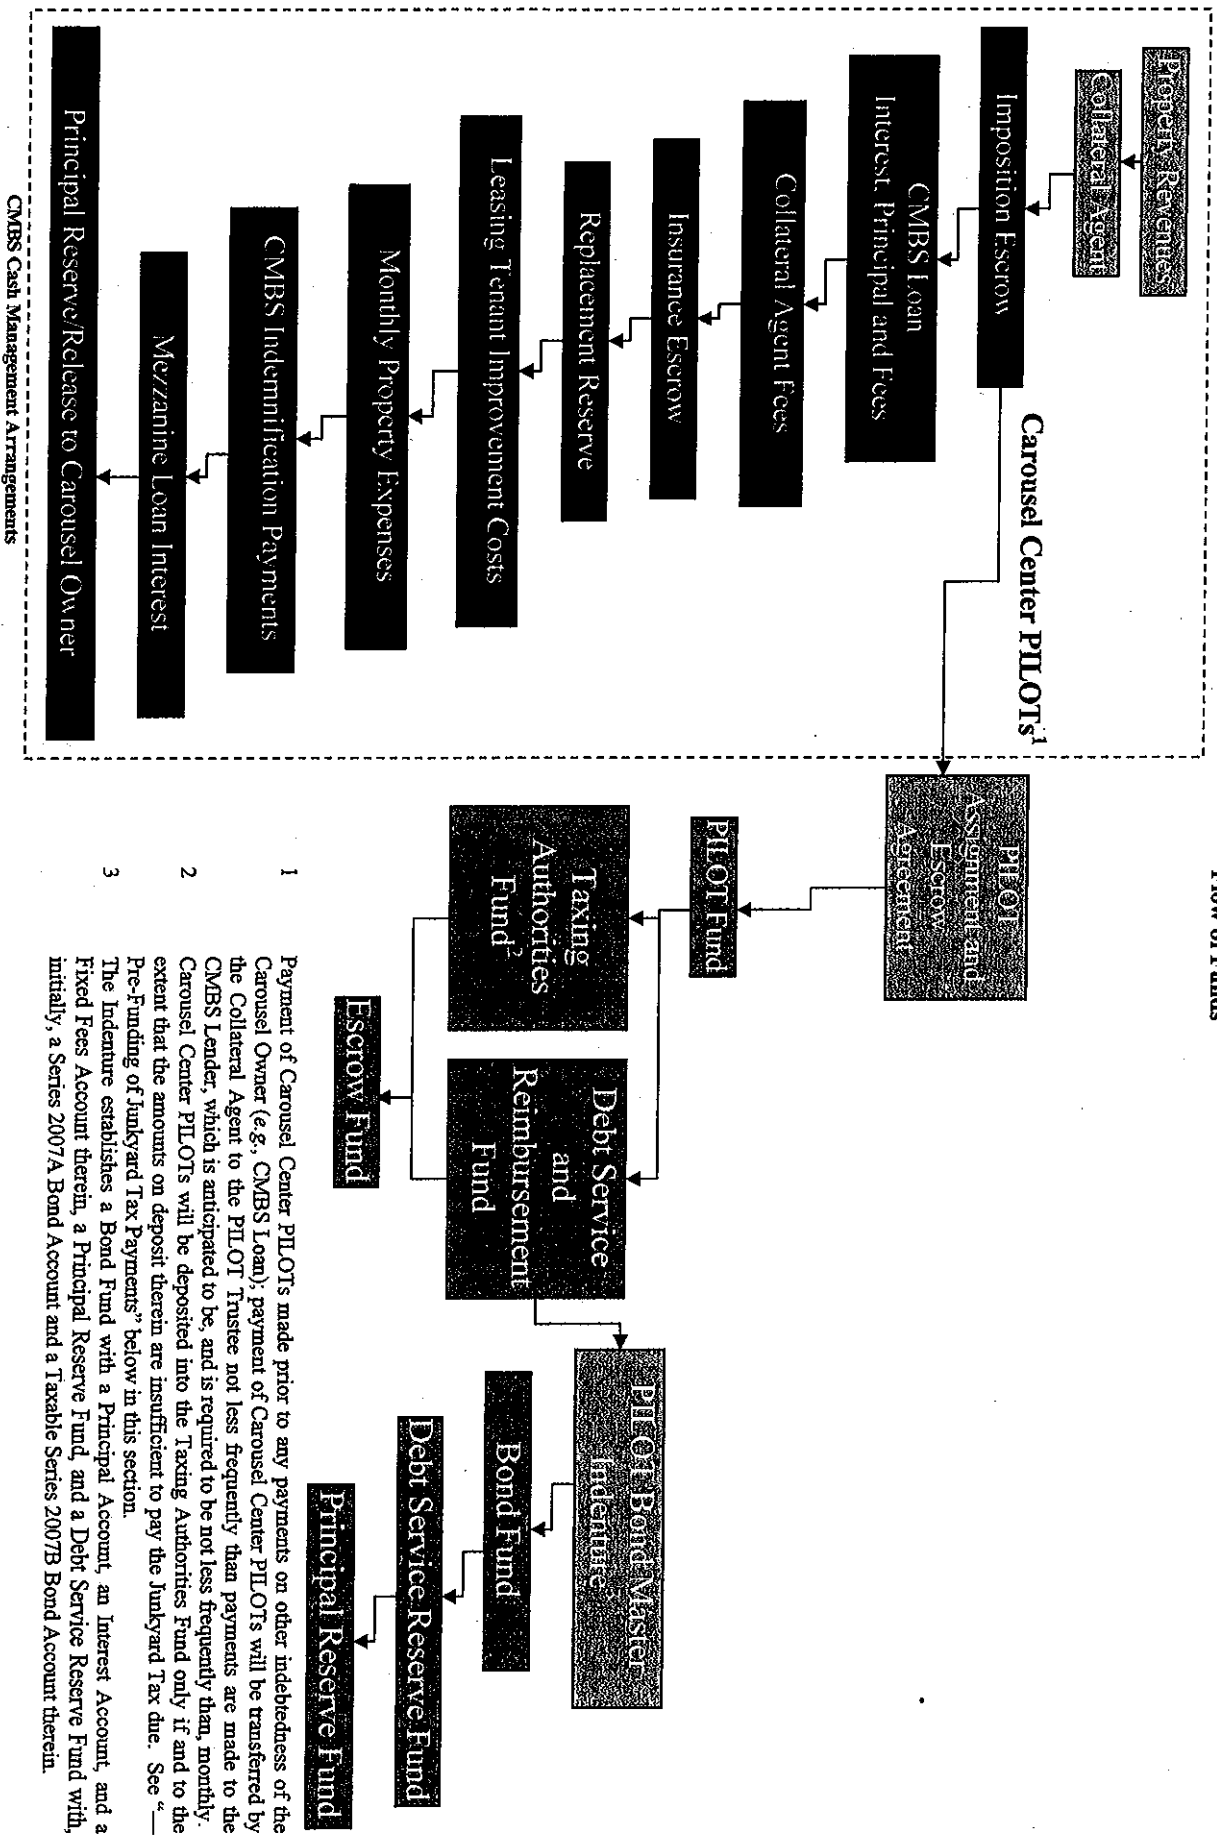 Flow of Funds
Property Revenues
Collateral Agent
Imposition Escrow
CMBS Loan
Interest, Principal and Fees
Collateral Agent Fees
Insurance Escrow
Replacement Reserve
Leasing Tenant Improvement Costs
Monthly Property Expenses
CMBS Indemnification Payments
Mezzanine Loan Interest
Principal Reserve/Release to Carousel Owner
CMBS Cash Management Arrangements
Carousel Center PILOTs¹
PILOT
Assignment and
Escrow
Agreement
PILOT Fund
Taxing
Authorities
Fund²
Debt Service
and
Reimbursement
Fund
Escrow Fund
PILOT Bond Master
Indenture³
Bond Fund
Debt Service Reserve Fund
Principal Reserve Fund
1 Payment of Carousel Center PILOTs made prior to any payments on other indebtedness of the
Carousel Owner (e.g., CMBS Loan); payment of Carousel Center PILOTs will be transferred by
the Collateral Agent to the PILOT Trustee not less frequently than payments are made to the
CMBS Lender, which is anticipated to be, and is required to be not less frequently than, monthly.
2 Carousel Center PILOTs will be deposited into the Taxing Authorities Fund only if and to the
extent that the amounts on deposit therein are insufficient to pay the Junkyard Tax due. See “—
Pre-Funding of Junkyard Tax Payments” below in this section.
3 The Indenture establishes a Bond Fund with a Principal Account, an Interest Account, and a
Fixed Fees Account therein, a Principal Reserve Fund, and a Debt Service Reserve Fund with,
initially, a Series 2007A Bond Account and a Taxable Series 2007B Bond Account therein.